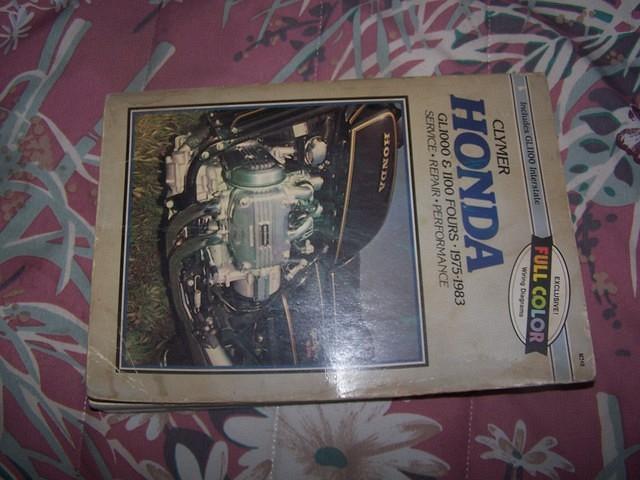 Includes GL1100 Interstate
EXCLUSIVE!
FULL COLOR
Wiring Diagrams
CLYMER
HONDA
GL1000 & 1100 FOURS • 1975-1983
SERVICE • REPAIR • PERFORMANCE
HONDA